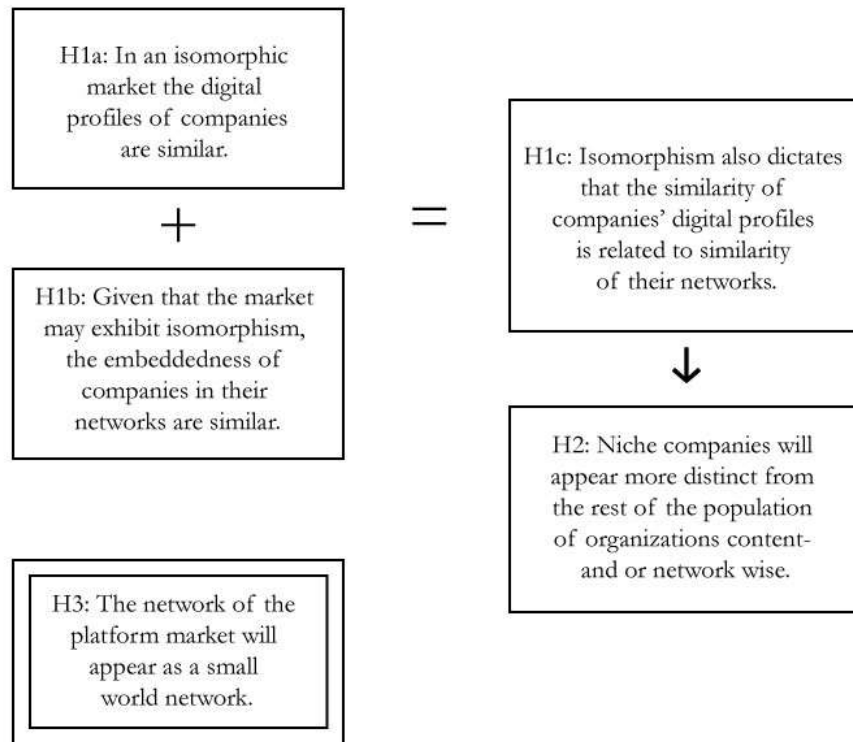 H1a: In an isomorphic
market the digital
profiles of companies
are similar.
+
H1b: Given that the market
may exhibit isomorphism,
the embeddedness of
companies in their
networks are similar.
=
H1c: Isomorphism also dictates
that the similarity of
companies’ digital profiles
is related to similarity
of their networks.
↓
H2: Niche companies will
appear more distinct from
the rest of the population
of organizations content-
and or network wise.
H3: The network of the
platform market will
appear as a small
world network.